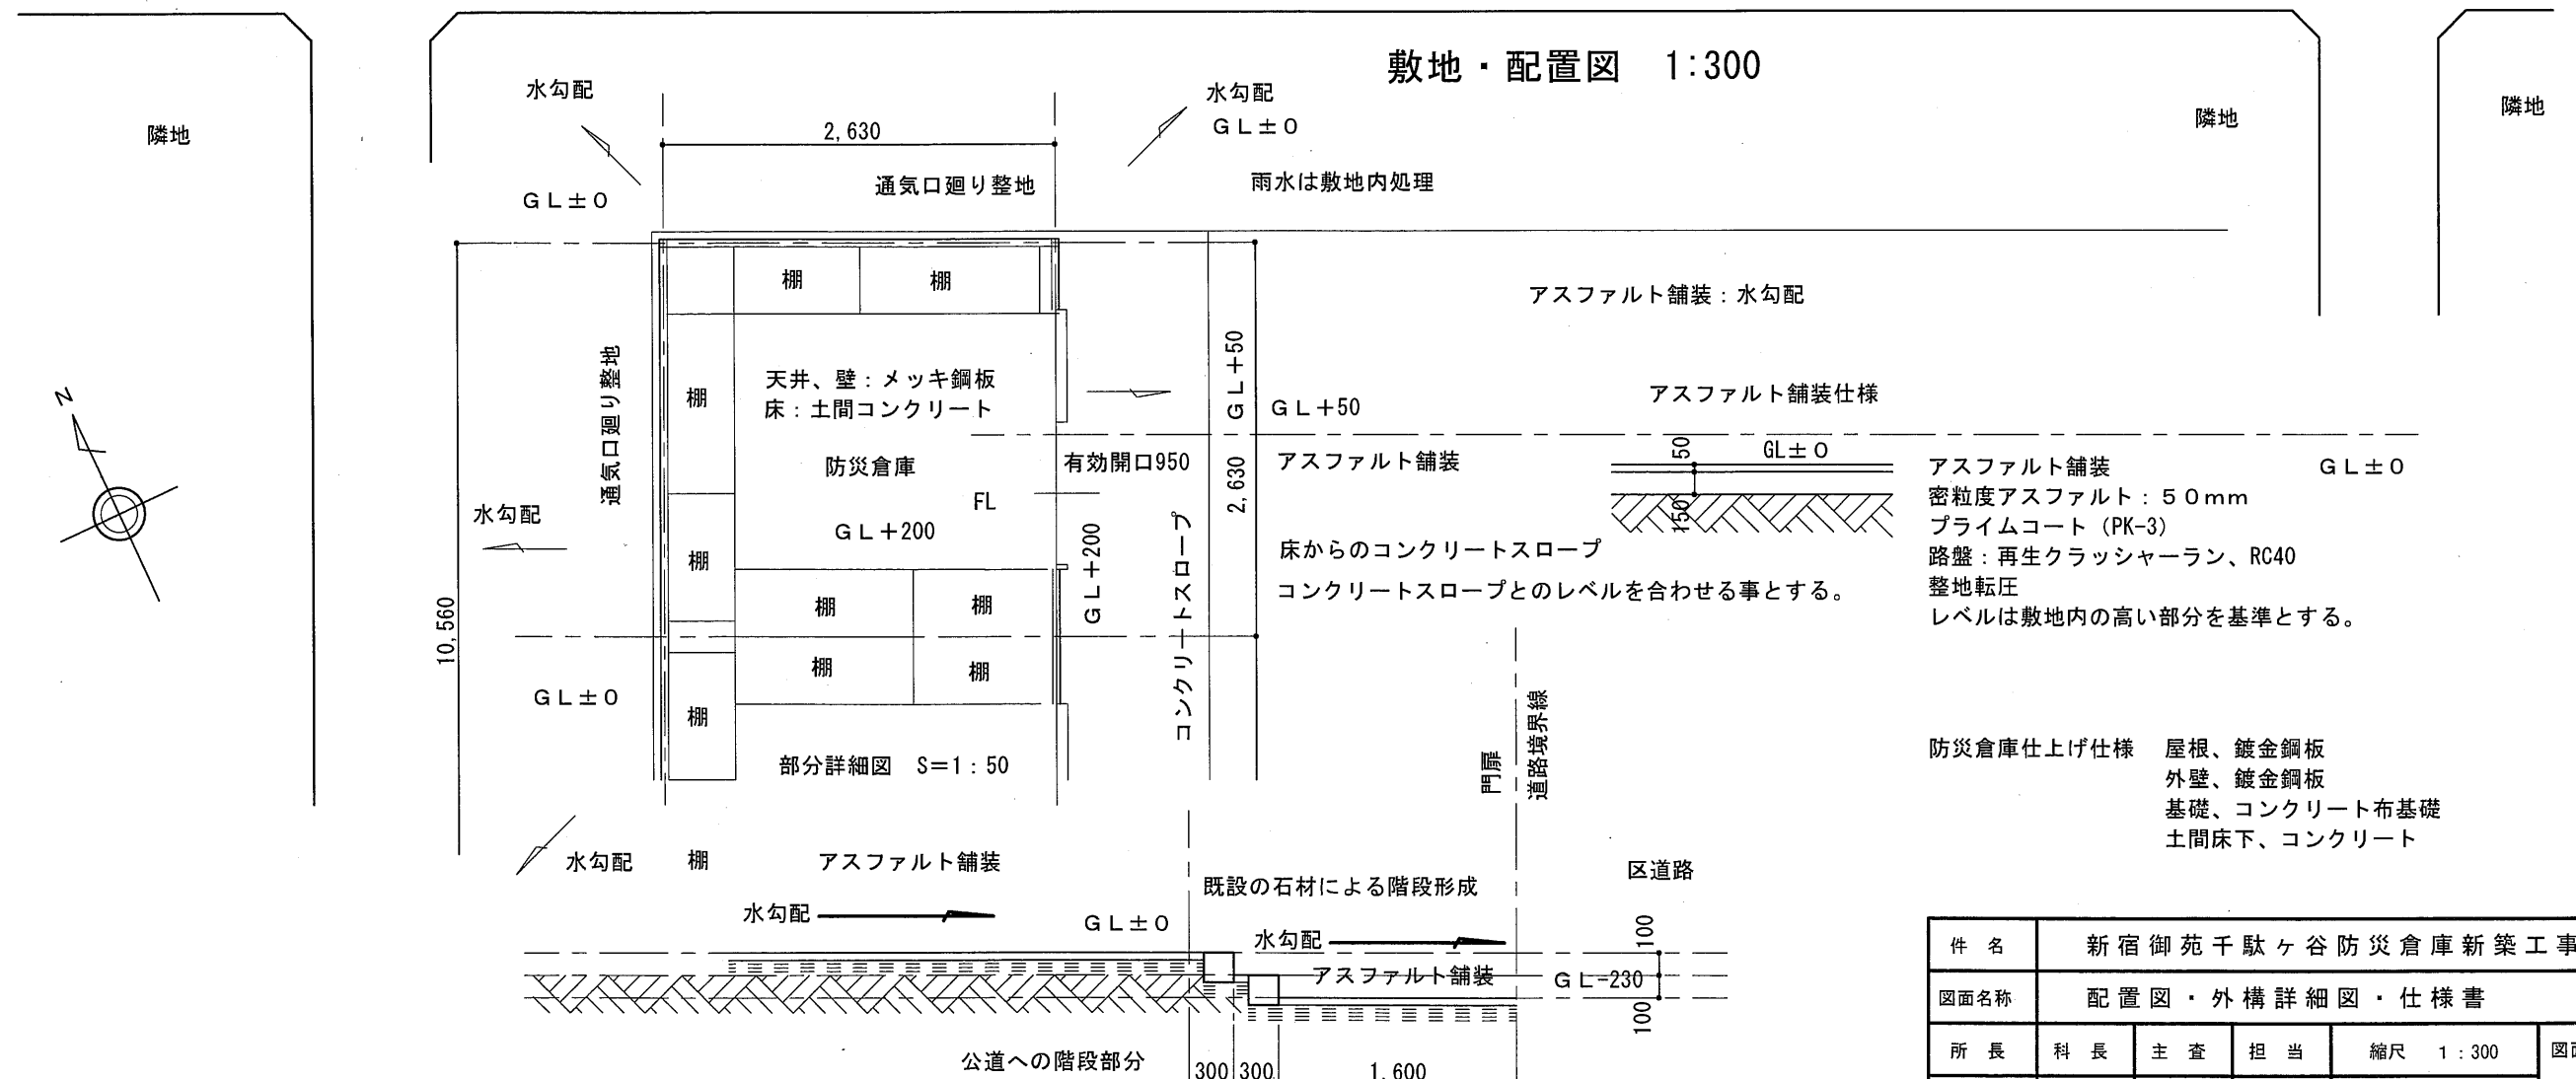 敷地・配置図 1:300
隣地
水勾配
水勾配
GL±0
隣地
隣地
2,630
通気口廻り整地
雨水は敷地内処理
GL±0
棚
棚
アスファルト舗装：水勾配
通気口廻り整地
棚
天井、壁：メッキ鋼板
床：土間コンクリート
GL+50
GL+50
アスファルト舗装仕様
N
防災倉庫
有効開口950
2,630
アスファルト舗装
50
GL±0
150
アスファルト舗装
GL±0
密粒度アスファルト：50mm
プライムコート（PK-3）
路盤：再生クラッシャーラン、RC40
整地転圧
レベルは敷地内の高い部分を基準とする。
水勾配
FL
GL+200
棚
GL+200
コンクリートスロープ
床からのコンクリートスロープ
コンクリートスロープとのレベルを合わせる事とする。
10,560
棚
棚
棚
棚
GL±0
棚
部分詳細図 S=1：50
門扉
道路境界線
防災倉庫仕上げ仕様 屋根、鍍金鋼板
外壁、鍍金鋼板
基礎、コンクリート布基礎
土間床下、コンクリート
水勾配
棚
アスファルト舗装
既設の石材による階段形成
区道路
水勾配
GL±0
水勾配
100
アスファルト舗装
GL-230
100
公道への階段部分
300
300
1,600
件 名 新宿御苑千駄ヶ谷防災倉庫新築工事
図面名称 配置図・外構詳細図・仕様書
所 長 科 長 主 査 担 当 縮尺 1：300 図面